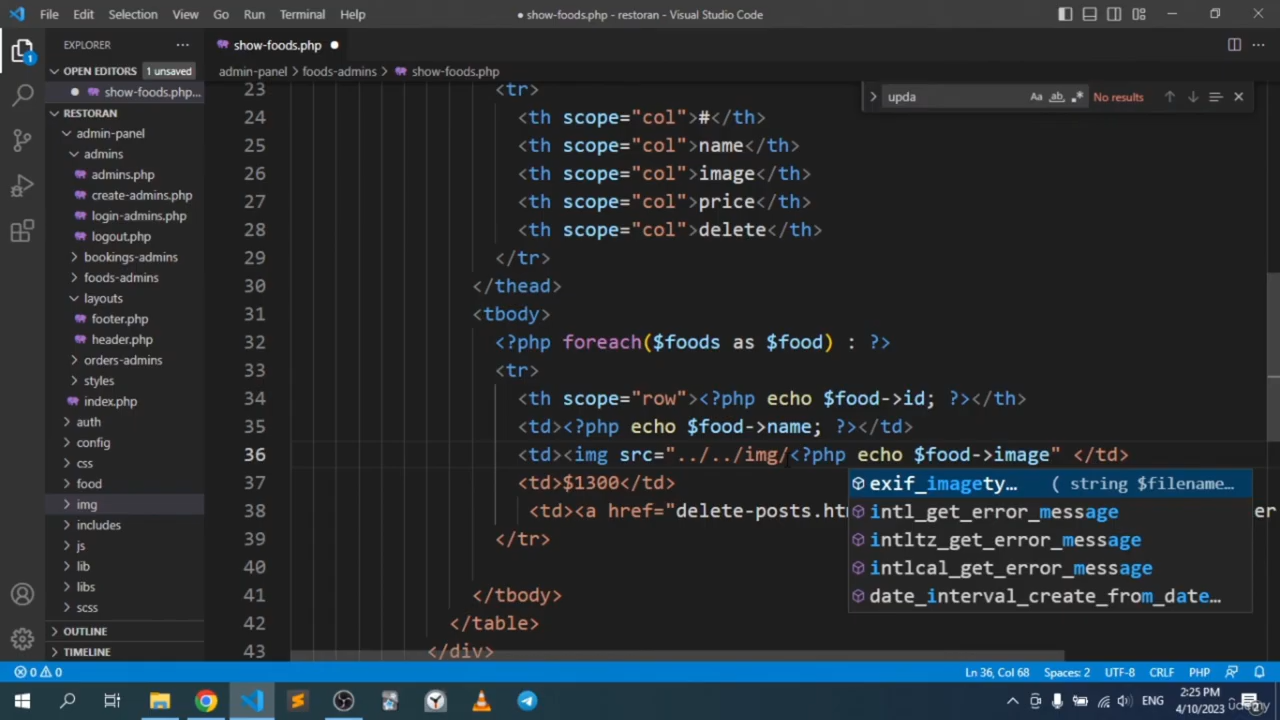 File Edit Selection View Go Run Terminal Help
● show-foods.php - restoran - Visual Studio Code
EXPLORER
OPEN EDITORS 1 unsaved
show-foods.php...
RESTORAN
admin-panel
admins
admins.php
create-admins.php
login-admins.php
logout.php
bookings-admins
foods-admins
layouts
footer.php
header.php
orders-admins
styles
index.php
auth
config
css
food
img
includes
js
lib
libs
scss
OUTLINE
TIMELINE
show-foods.php ●
admin-panel > foods-admins > show-foods.php
upda Aa ab No results
23 <tr>
24 <th scope="col">#</th>
25 <th scope="col">name</th>
26 <th scope="col">image</th>
27 <th scope="col">price</th>
28 <th scope="col">delete</th>
29 </tr>
30 </thead>
31 <tbody>
32 <?php foreach($foods as $food) : ?>
33 <tr>
34 <th scope="row"><?php echo $food->id; ?></th>
35 <td><?php echo $food->name; ?></td>
36 <td><img src="../../img/<?php echo $food->image" </td>
37 <td>$1300</td>
38 <td><a href="delete-posts.ht
er
39 </tr>
40
41 </tbody>
42 </table>
43 </div>
exif_imagety... ( string $filename...
intl_get_error_message
intltz_get_error_message
intlcal_get_error_message
date_interval_create_from_date...
0 0 Ln 36, Col 68 Spaces: 2 UTF-8 CRLF PHP
ENG
2:25 PM
4/10/2023
udemy